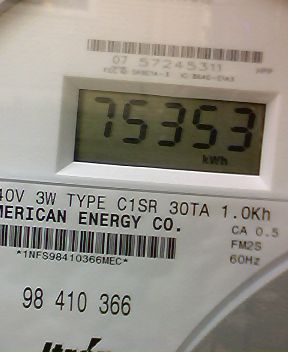 07 57245311
75353
kWh
40V 3W TYPE C1SR 30TA 1.0Kh
MERICAN ENERGY CO.
CA 0.5
FM2S
60Hz
*1NFS98410366MEC*
98 410 366
Itron